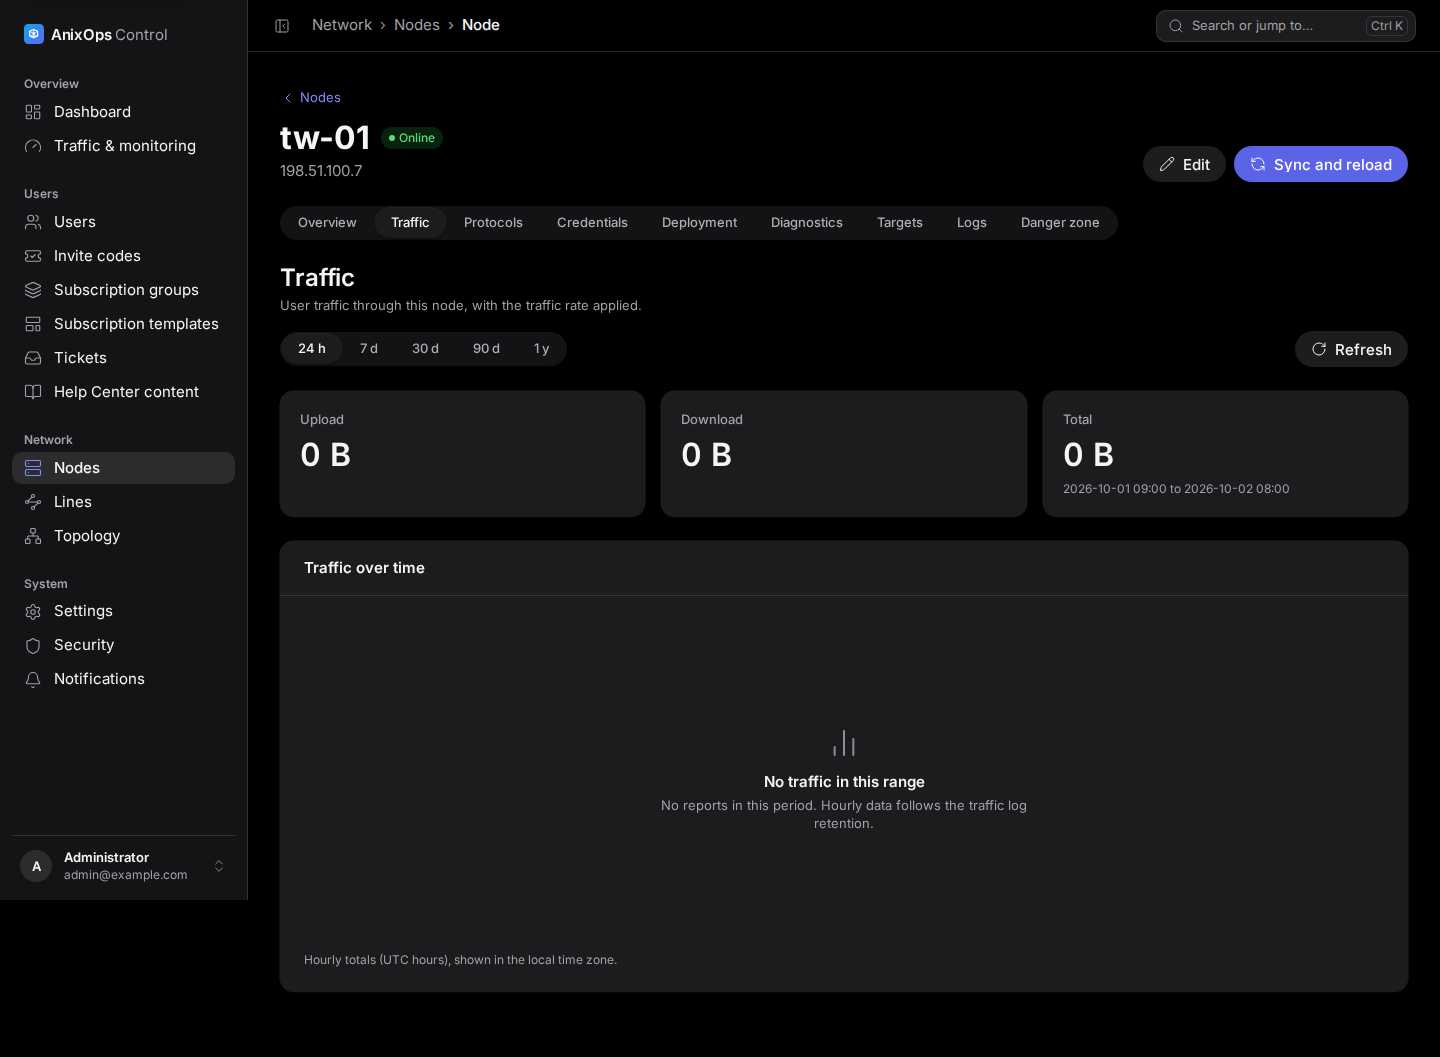 AnixOps Control
Overview
Dashboard
Traffic & monitoring
Users
Users
Invite codes
Subscription groups
Subscription templates
Tickets
Help Center content
Network
Nodes
Lines
Topology
System
Settings
Security
Notifications
A
Administrator
admin@example.com
Network › Nodes › Node
Search or jump to...
Ctrl K
Nodes
tw-01
Online
198.51.100.7
Edit
Sync and reload
Overview
Traffic
Protocols
Credentials
Deployment
Diagnostics
Targets
Logs
Danger zone
Traffic
User traffic through this node, with the traffic rate applied.
24 h
7 d
30 d
90 d
1 y
Refresh
Upload
0 B
Download
0 B
Total
0 B
2026-10-01 09:00 to 2026-10-02 08:00
Traffic over time
No traffic in this range
No reports in this period. Hourly data follows the traffic log
retention.
Hourly totals (UTC hours), shown in the local time zone.